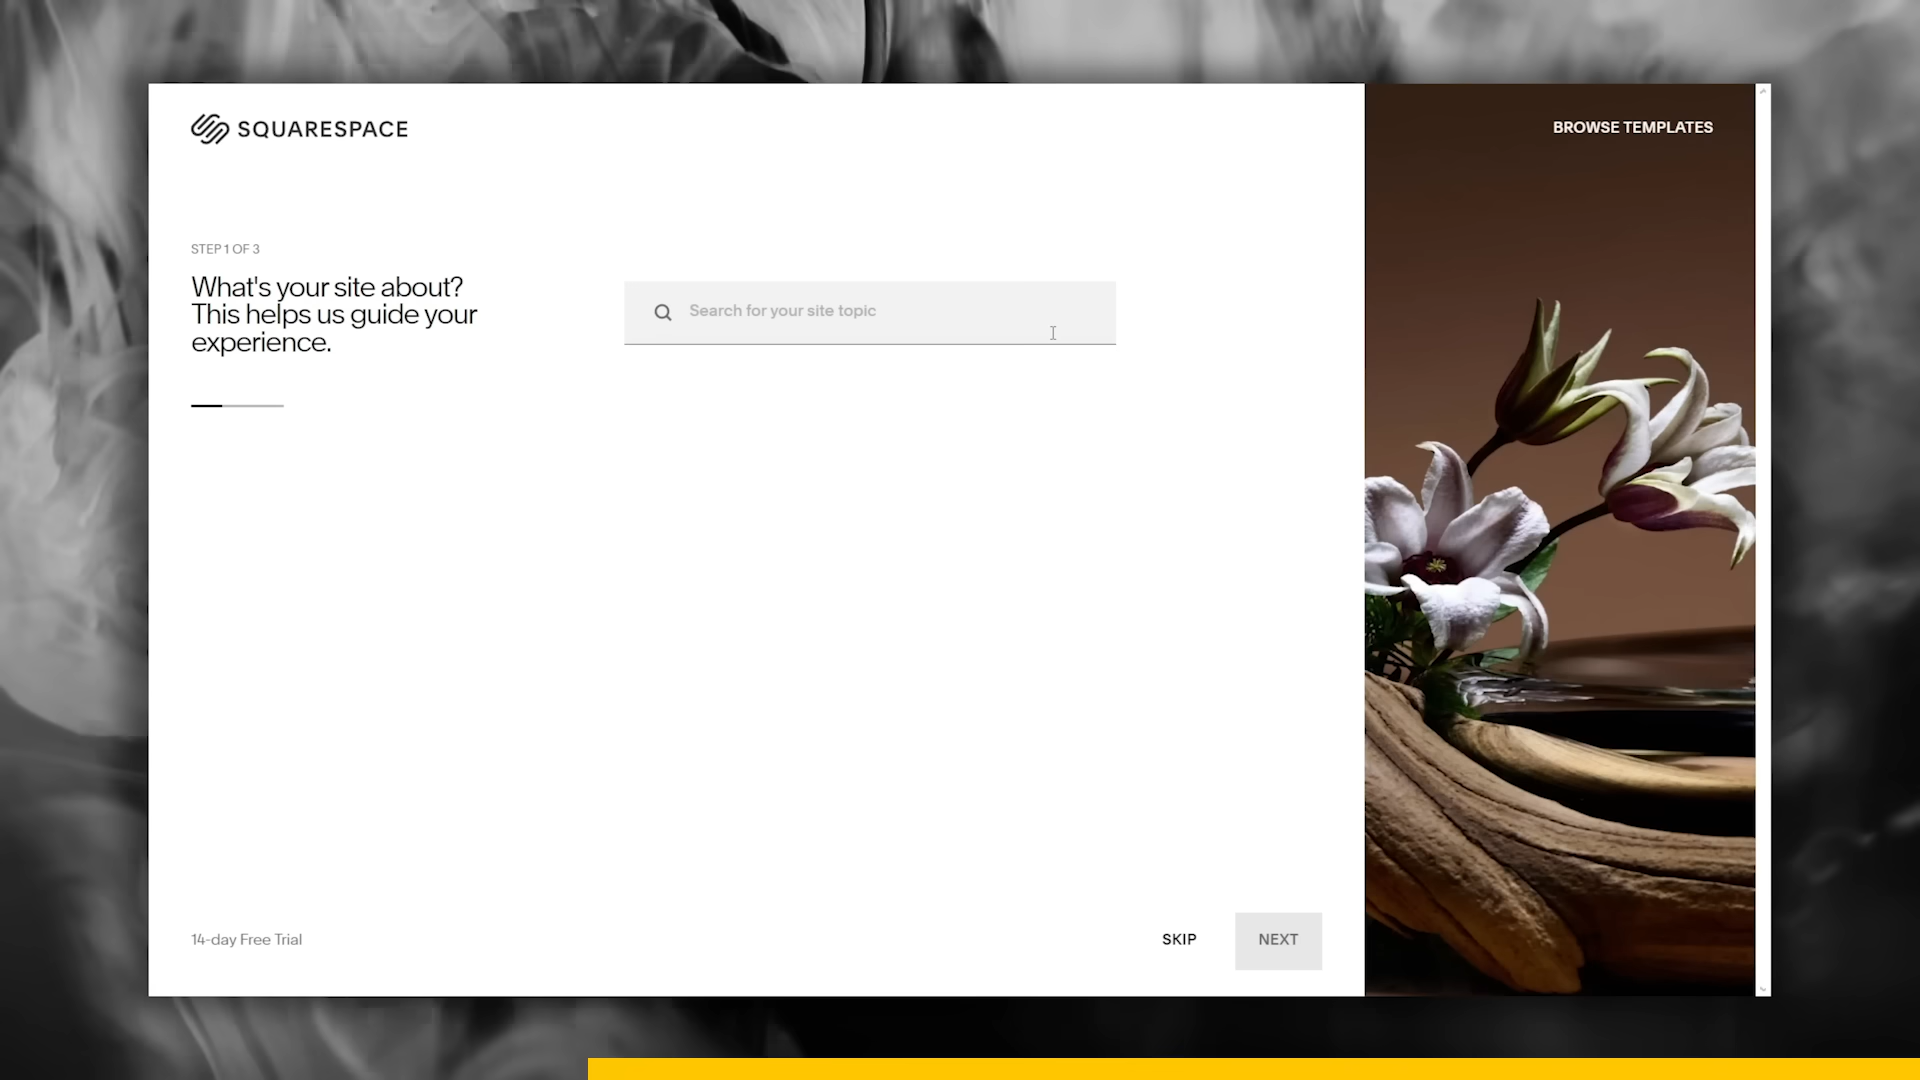 SQUARESPACE
BROWSE TEMPLATES
STEP 1 OF 3
What's your site about?
This helps us guide your
experience.
Search for your site topic
14-day Free Trial
SKIP
NEXT